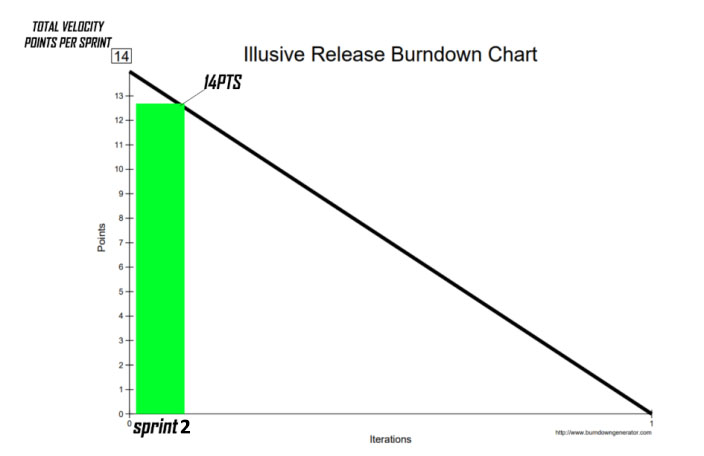 TOTAL VELOCITY
POINTS PER SPRINT
14
Illusive Release Burndown Chart
14PTS
13
12
11
10
9
8
7
6
5
4
3
2
1
0
Points
0
1
sprint 2
http://www.burndowngenerator.com
Iterations